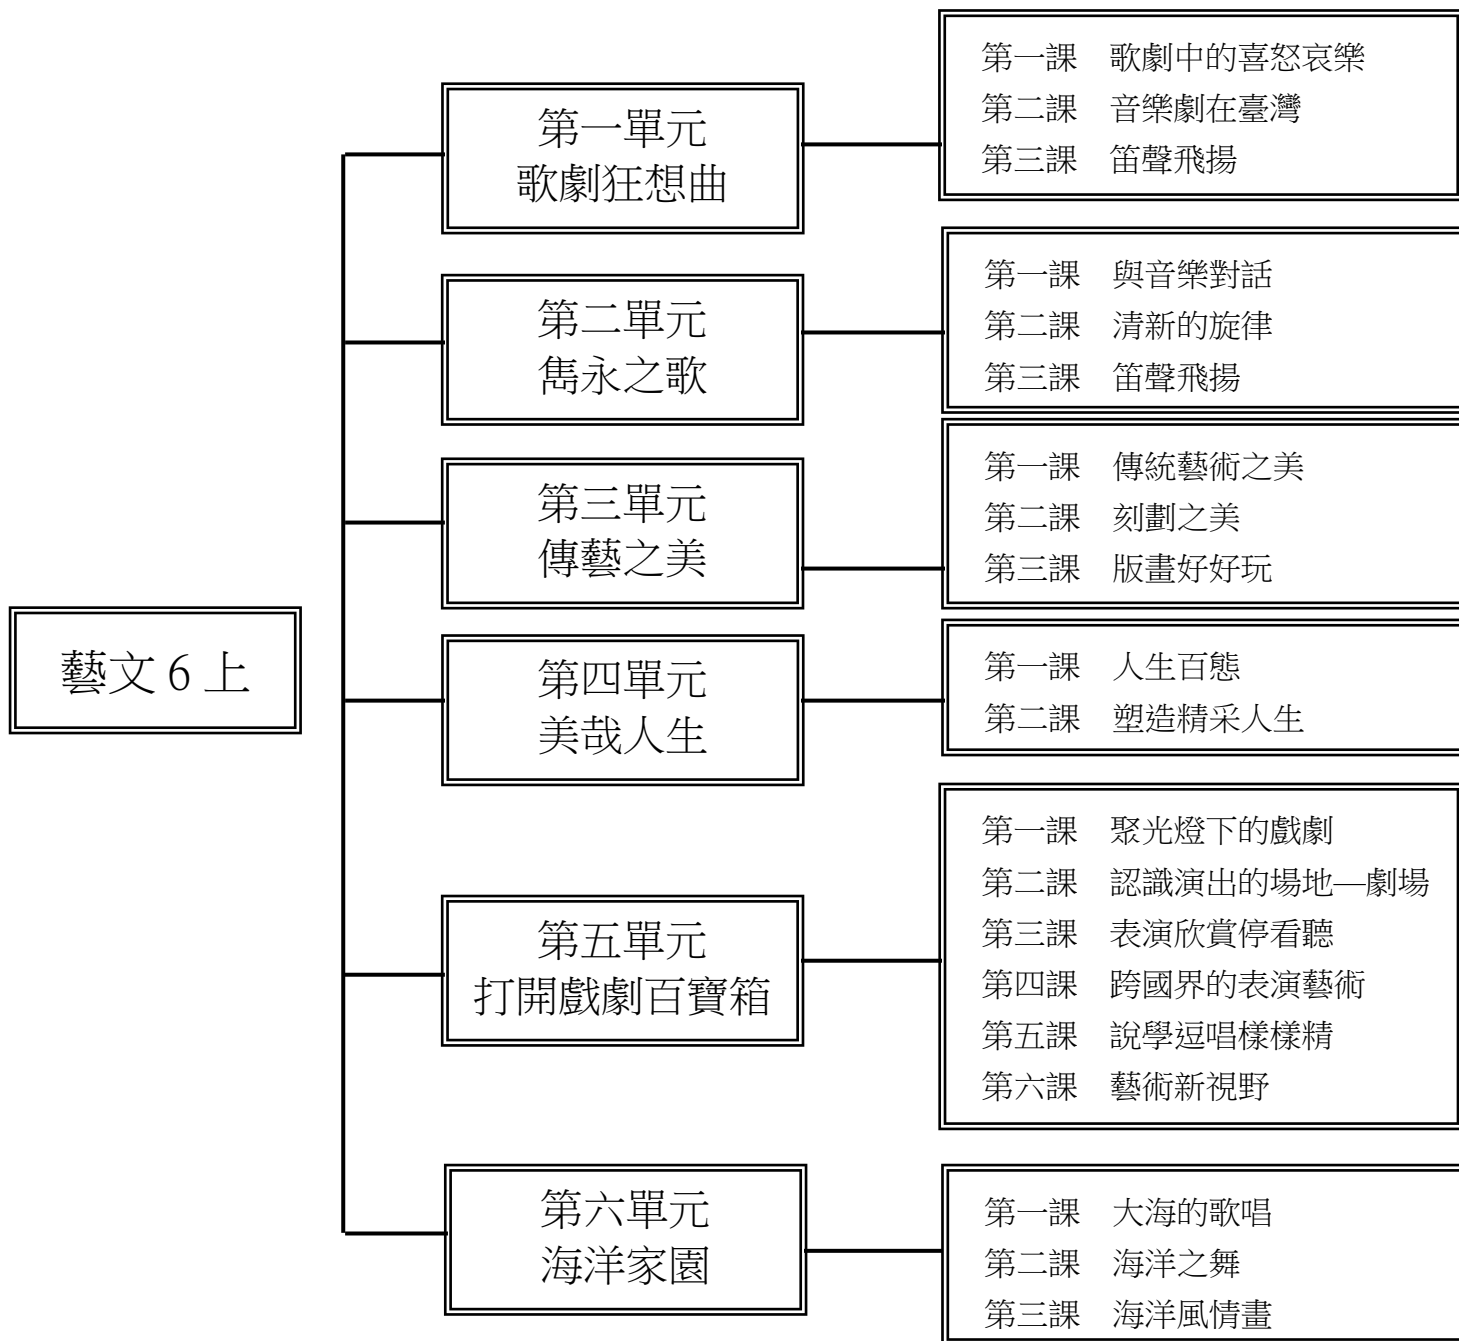 藝文 6 上
第一單元
歌劇狂想曲
第一課　歌劇中的喜怒哀樂
第二課　音樂劇在臺灣
第三課　笛聲飛揚
第二單元
雋永之歌
第一課　與音樂對話
第二課　清新的旋律
第三課　笛聲飛揚
第三單元
傳藝之美
第一課　傳統藝術之美
第二課　刻劃之美
第三課　版畫好好玩
第四單元
美哉人生
第一課　人生百態
第二課　塑造精采人生
第五單元
打開戲劇百寶箱
第一課　聚光燈下的戲劇
第二課　認識演出的場地—劇場
第三課　表演欣賞停看聽
第四課　跨國界的表演藝術
第五課　說學逗唱樣樣精
第六課　藝術新視野
第六單元
海洋家園
第一課　大海的歌唱
第二課　海洋之舞
第三課　海洋風情畫